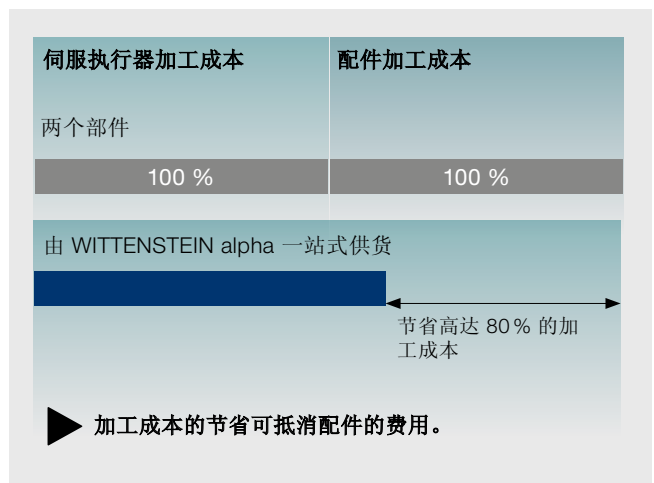 伺服执行器加工成本
配件加工成本
两个部件
100 %
100 %
由 WITTENSTEIN alpha 一站式供货
节省高达 80% 的加
工成本
加工成本的节省可抵消配件的费用。